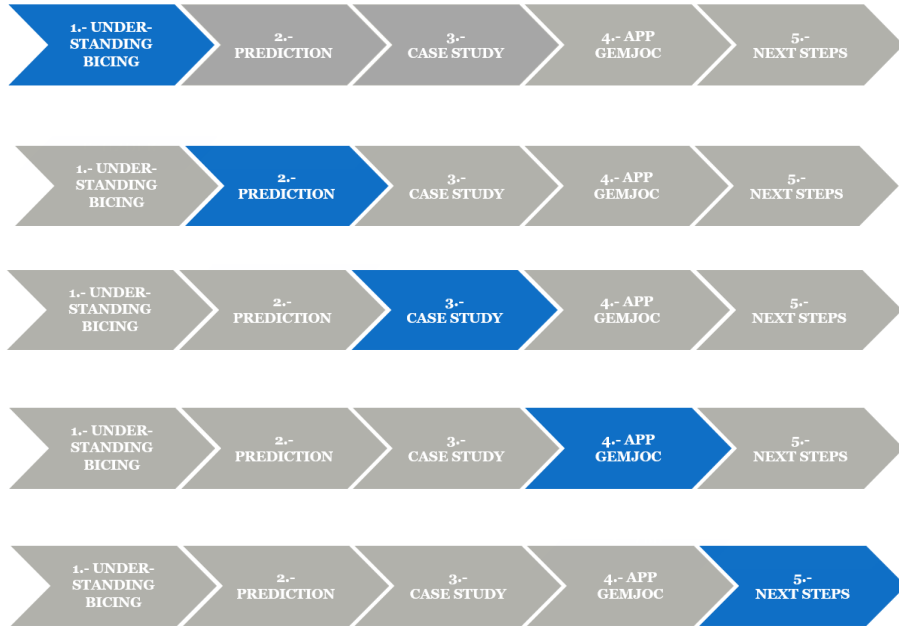 1.- UNDER-
STANDING
BICING
2.-
PREDICTION
3.-
CASE STUDY
4.- APP
GEMJOC
5.-
NEXT STEPS
1.- UNDER-
STANDING
BICING
2.-
PREDICTION
3.-
CASE STUDY
4.- APP
GEMJOC
5.-
NEXT STEPS
1.- UNDER-
STANDING
BICING
2.-
PREDICTION
3.-
CASE STUDY
4.- APP
GEMJOC
5.-
NEXT STEPS
1.- UNDER-
STANDING
BICING
2.-
PREDICTION
3.-
CASE STUDY
4.- APP
GEMJOC
5.-
NEXT STEPS
1.- UNDER-
STANDING
BICING
2.-
PREDICTION
3.-
CASE STUDY
4.- APP
GEMJOC
5.-
NEXT STEPS